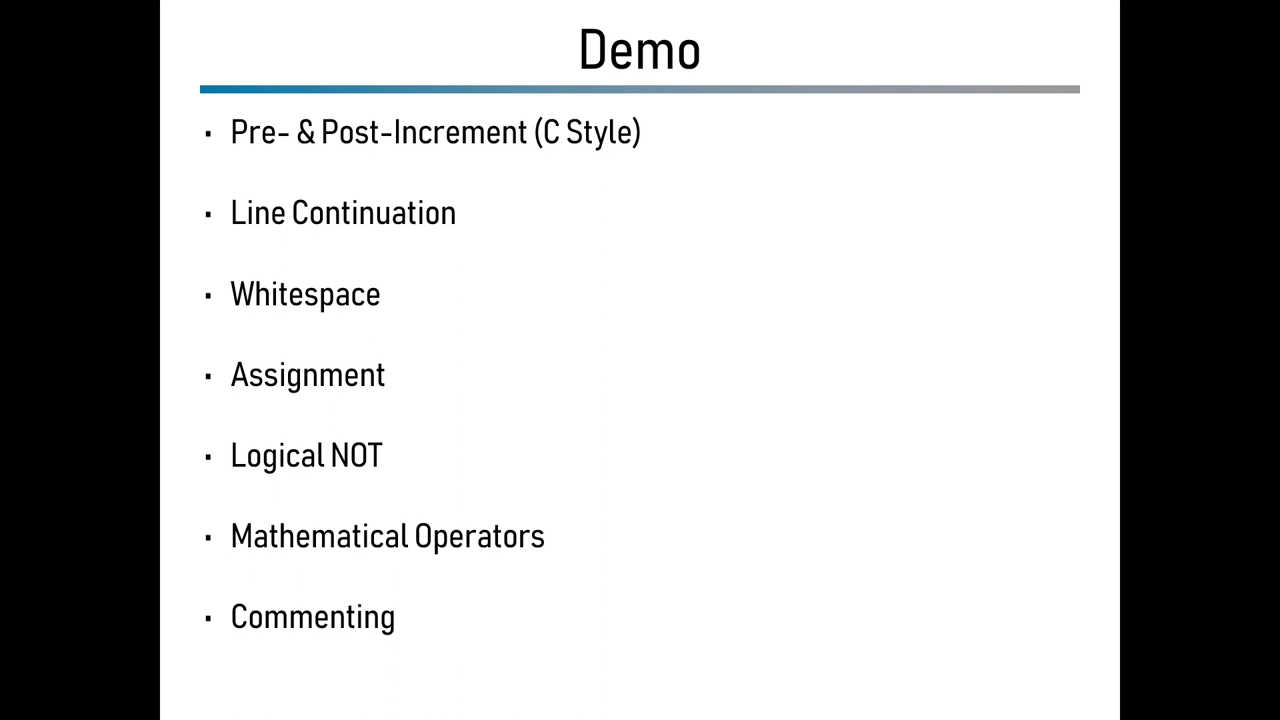 Demo
▪ Pre- & Post-Increment (C Style)
▪ Line Continuation
▪ Whitespace
▪ Assignment
▪ Logical NOT
▪ Mathematical Operators
▪ Commenting